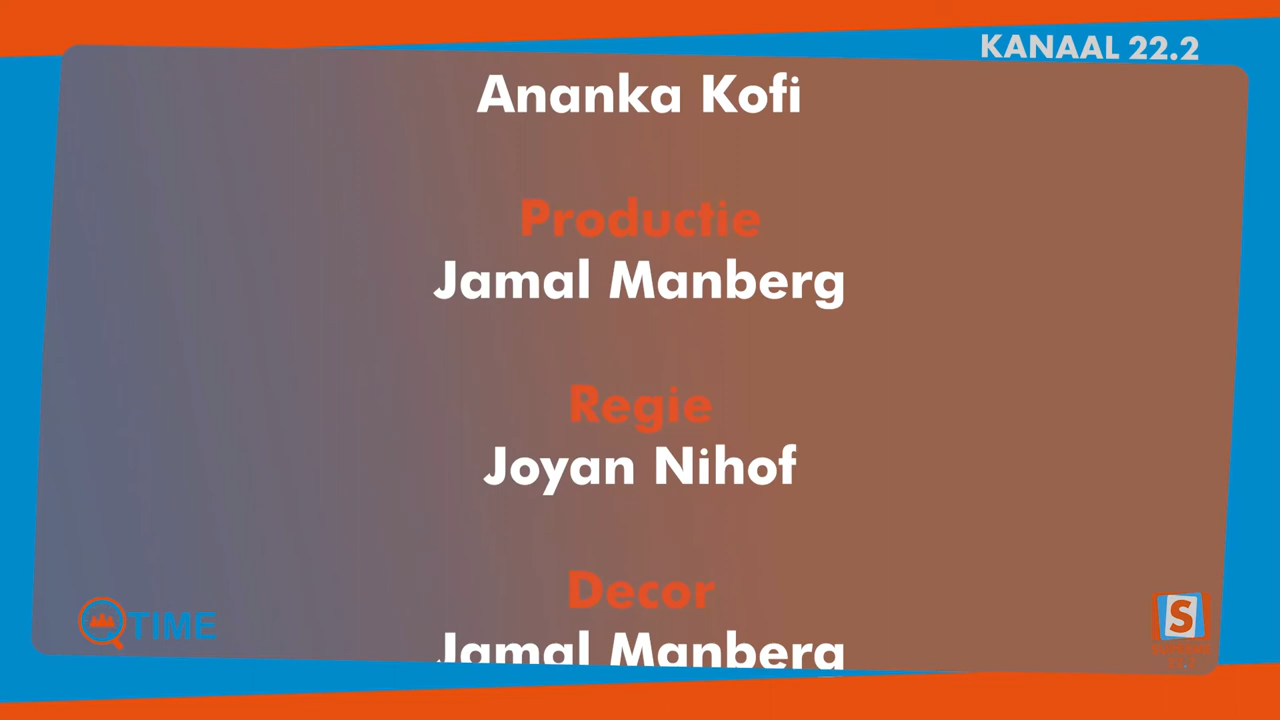 KANAAL 22.2
Ananka Kofi
Productie
Jamal Manberg
Regie
Joyan Nihof
Decor
Jamal Manberg
TIME
S